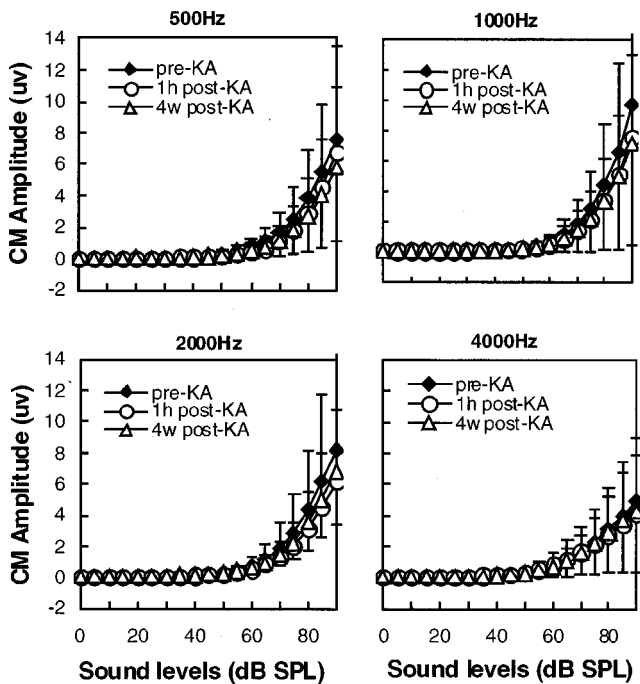 500Hz
1000Hz
CM Amplitude (uv)
14
12
10
8
6
4
2
0
-2
pre-KA
1h post-KA
4w post-KA
pre-KA
1h post-KA
4w post-KA
2000Hz
4000Hz
CM Amplitude (uv)
14
12
10
8
6
4
2
0
-2
pre-KA
1h post-KA
4w post-KA
pre-KA
1h post-KA
4w post-KA
0 20 40 60 80
0 20 40 60 80
Sound levels (dB SPL)
Sound levels (dB SPL)